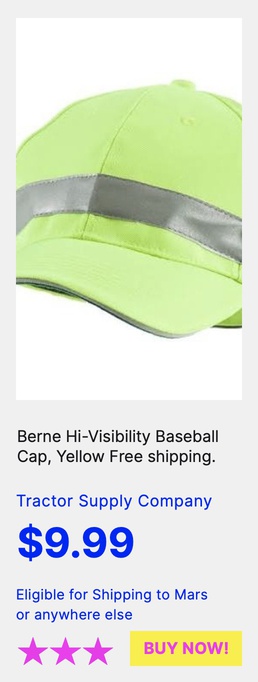 Berne Hi-Visibility Baseball
Cap, Yellow Free shipping.
Tractor Supply Company
$9.99
Eligible for Shipping to Mars
or anywhere else
BUY NOW!